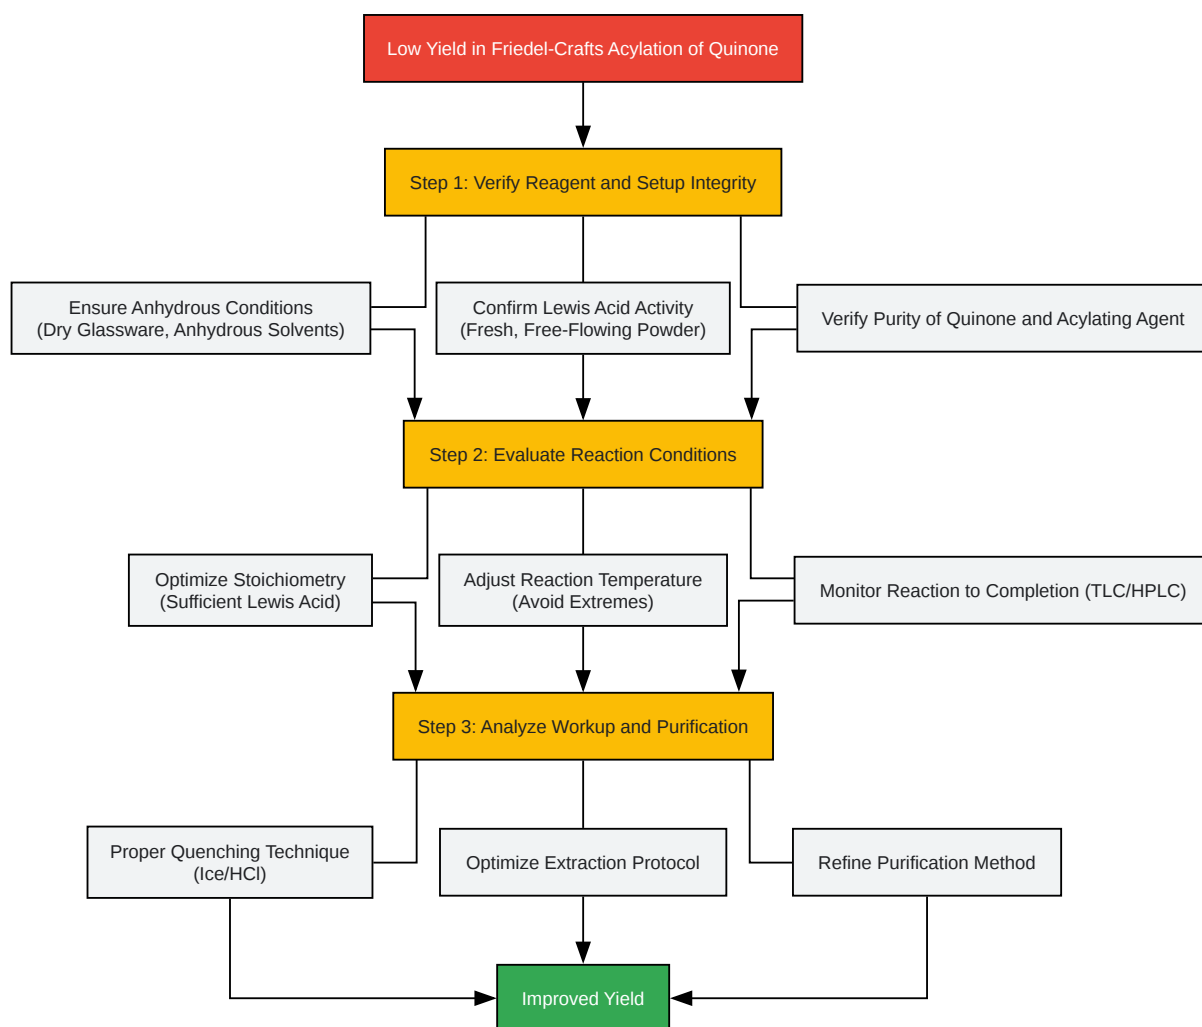 Low Yield in Friedel-Crafts Acylation of Quinone
Step 1: Verify Reagent and Setup Integrity
Ensure Anhydrous Conditions
(Dry Glassware, Anhydrous Solvents)
Confirm Lewis Acid Activity
(Fresh, Free-Flowing Powder)
Verify Purity of Quinone and Acylating Agent
Step 2: Evaluate Reaction Conditions
Optimize Stoichiometry
(Sufficient Lewis Acid)
Adjust Reaction Temperature
(Avoid Extremes)
Monitor Reaction to Completion (TLC/HPLC)
Step 3: Analyze Workup and Purification
Proper Quenching Technique
(Ice/HCl)
Optimize Extraction Protocol
Refine Purification Method
Improved Yield